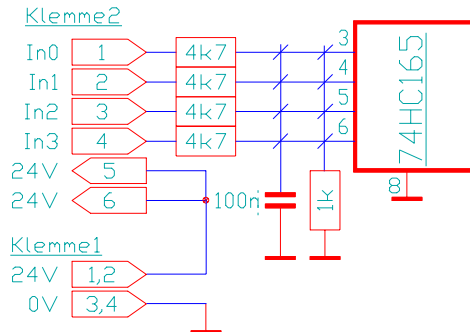 Klemme2
In0 1 4k7 3
In1 2 4k7 4
In2 3 4k7 5
In3 4 4k7 6
74HC165
24V 5
8
24V 6 100n 1k
Klemme1
24V 1,2
0V 3,4